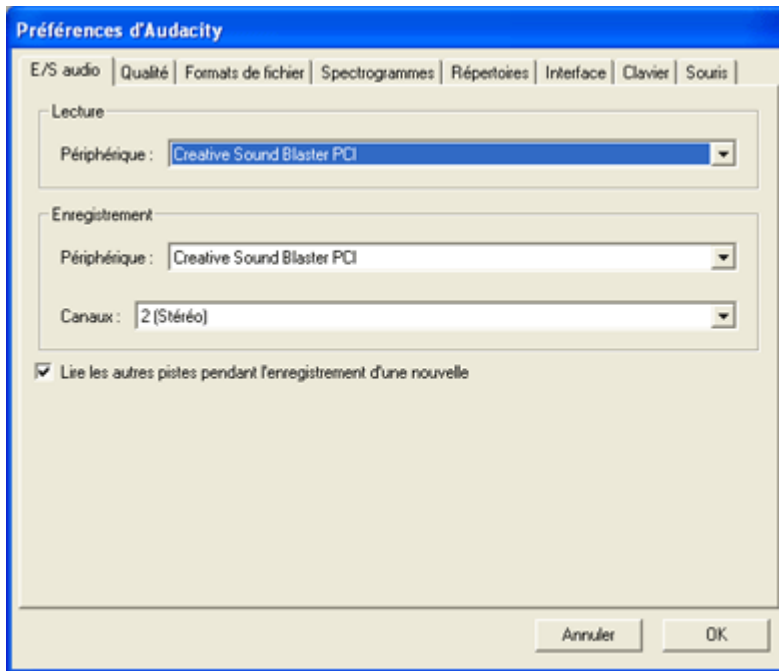 Préférences d'Audacity
E/S audio Qualité Formats de fichier Spectrogrammes Répertoires Interface Clavier Souris
Lecture
Périphérique : Creative Sound Blaster PCI
Enregistrement
Périphérique : Creative Sound Blaster PCI
Canaux : 2 (Stéréo)
Lire les autres pistes pendant l'enregistrement d'une nouvelle
Annuler OK